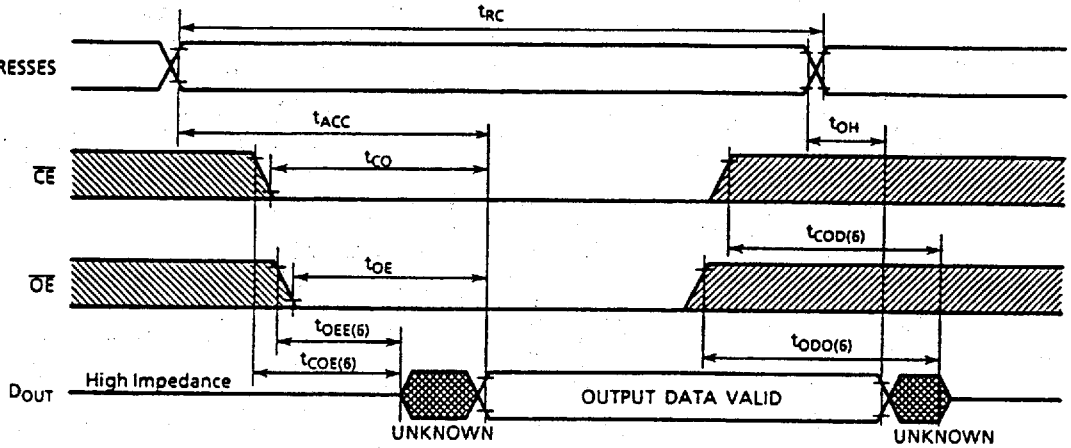 tRC
RESSES
tACC
tOH
CE
tCO
tCOD(6)
OE
tOE
tOEE(6)
tODO(6)
tCOE(6)
High Impedance
DOUT
OUTPUT DATA VALID
UNKNOWN
UNKNOWN